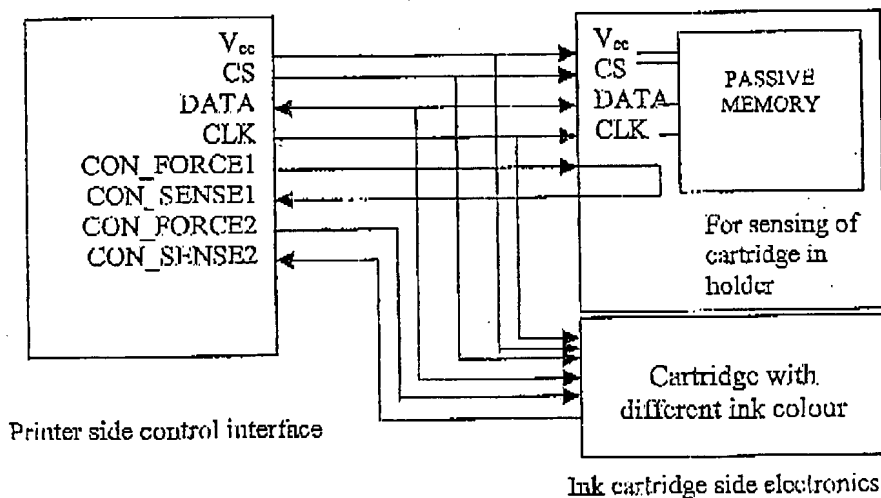 Vcc
CS
DATA
CLK
CON_FORCE1
CON_SENSE1
CON_FORCE2
CON_SENSE2
Printer side control interface
Vcc
CS
DATA
CLK
PASSIVE
MEMORY
For sensing of
cartridge in
holder
Cartridge with
different ink colour
Ink cartridge side electronics